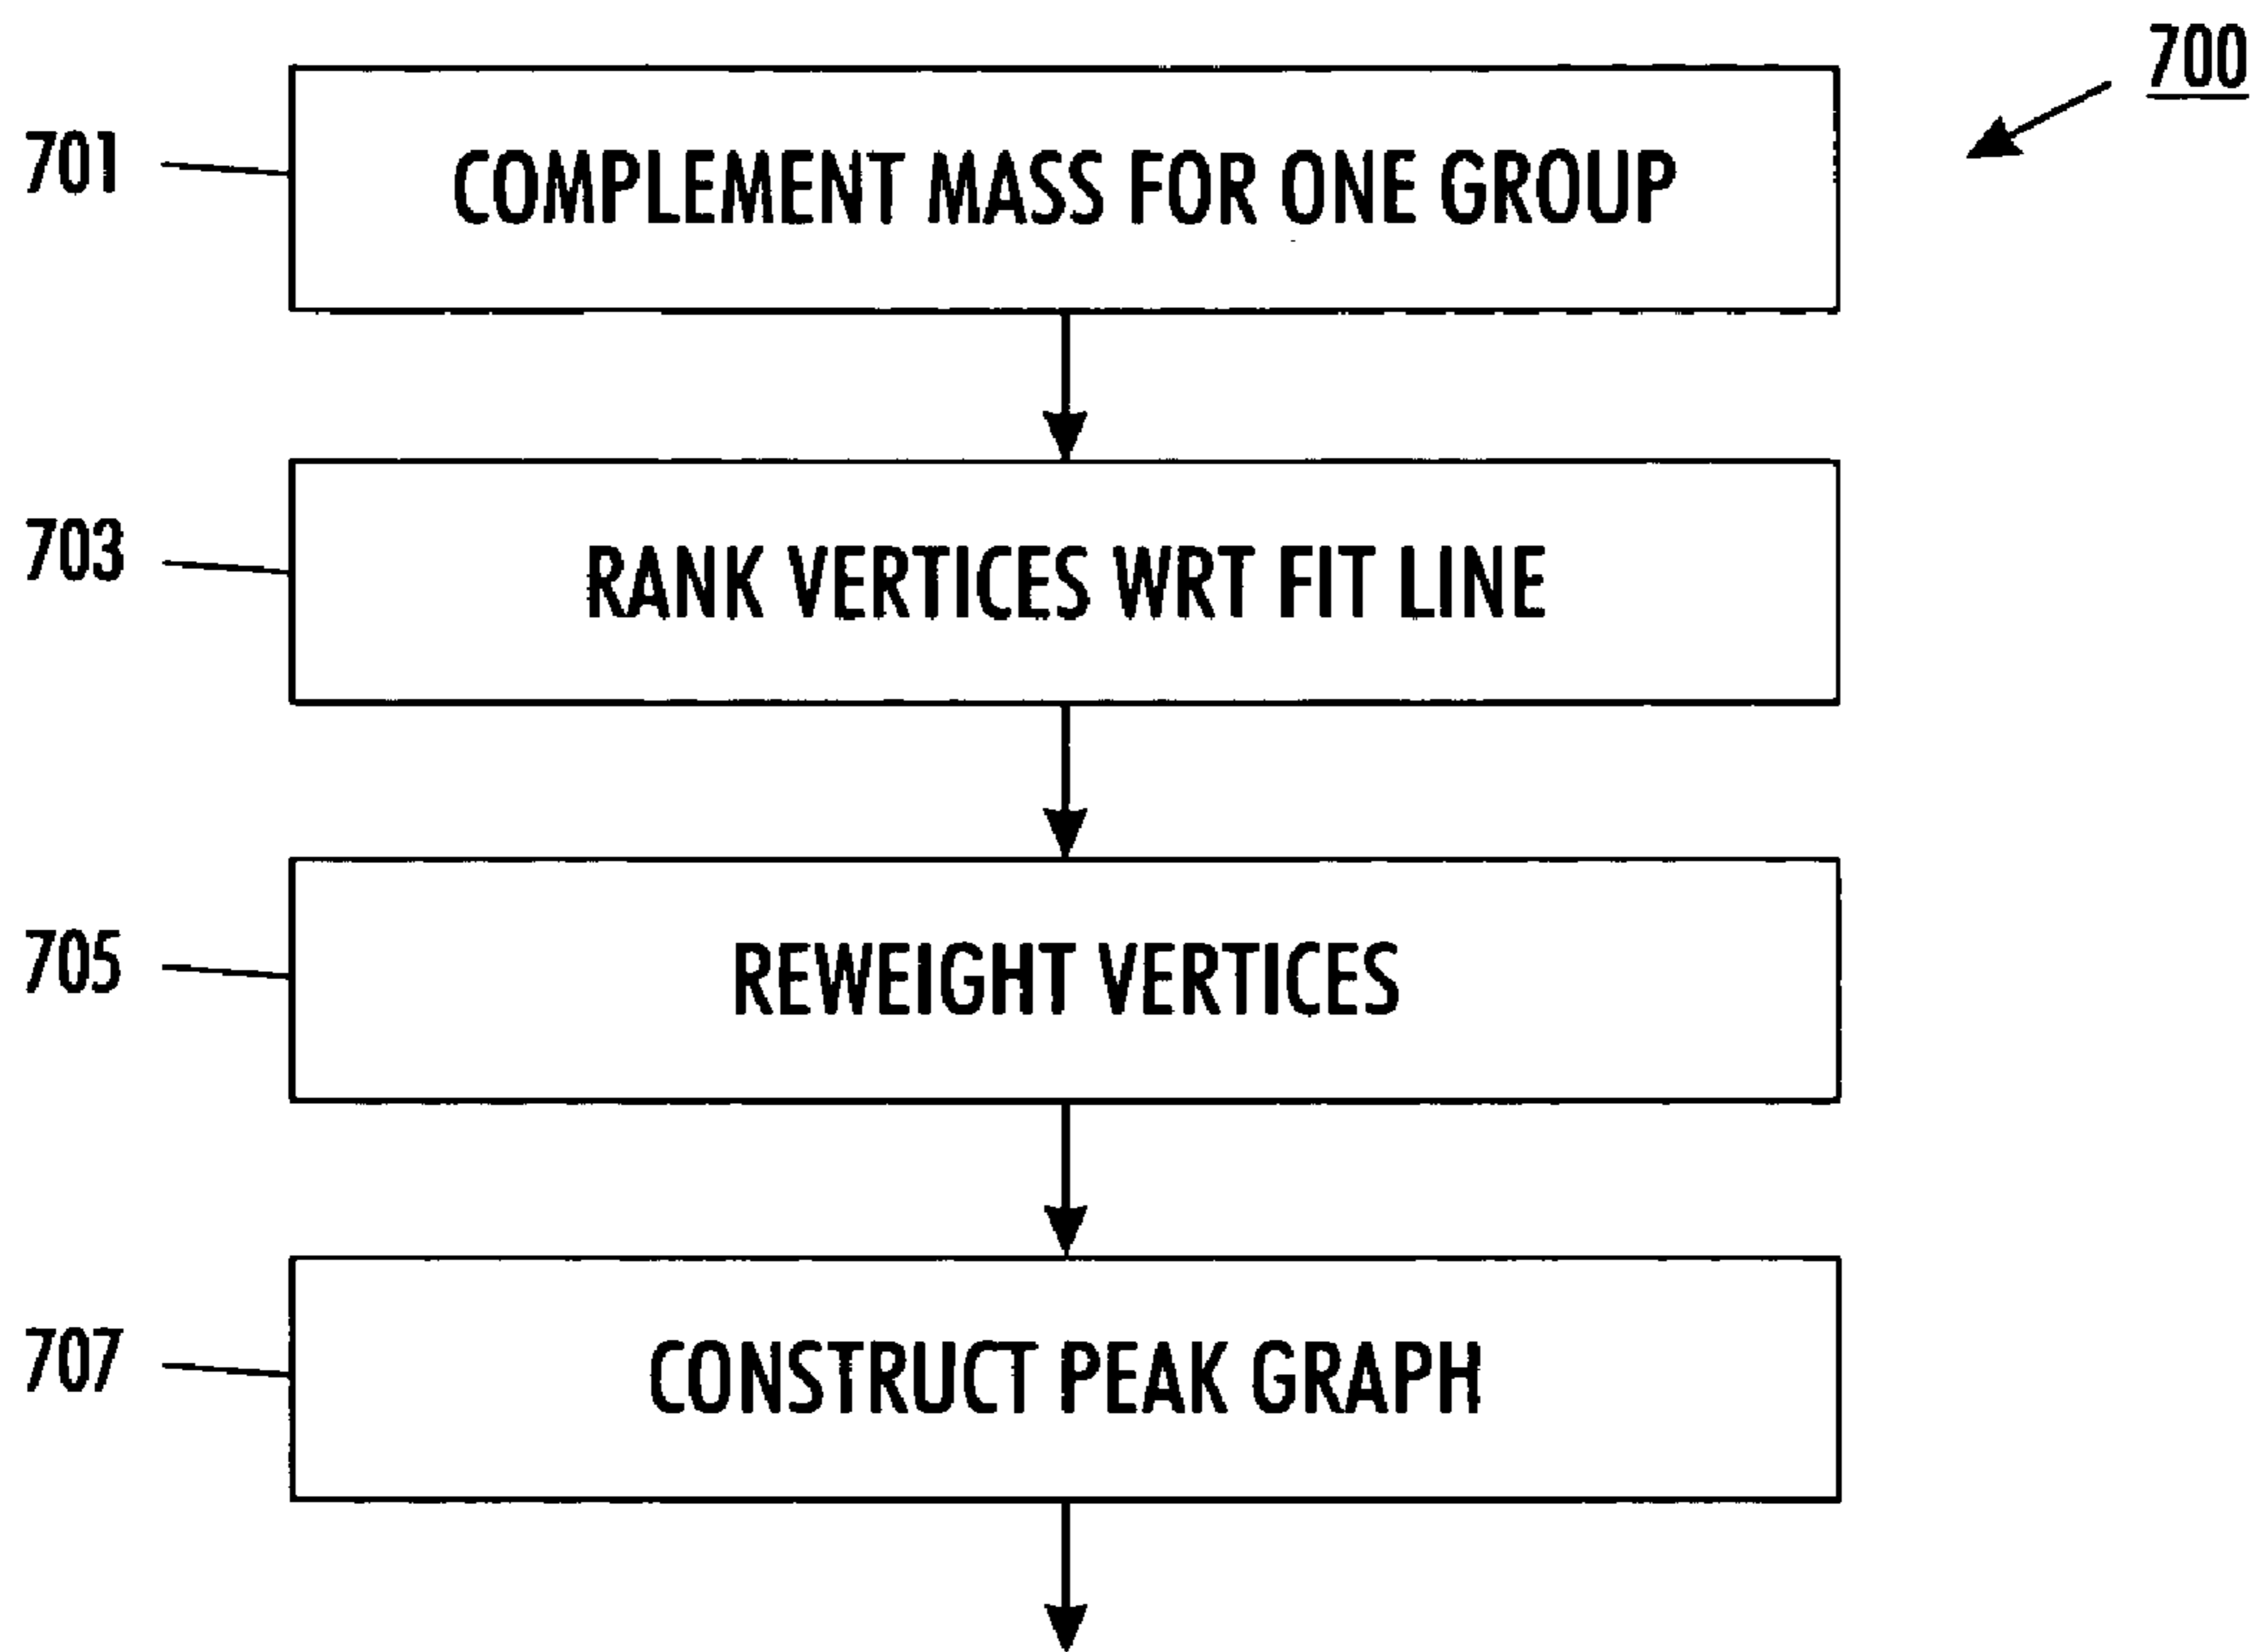 700
701 COMPLEMENT MASS FOR ONE GROUP
703 RANK VERTICES WRT FIT LINE
705 REWEIGHT VERTICES
707 CONSTRUCT PEAK GRAPH